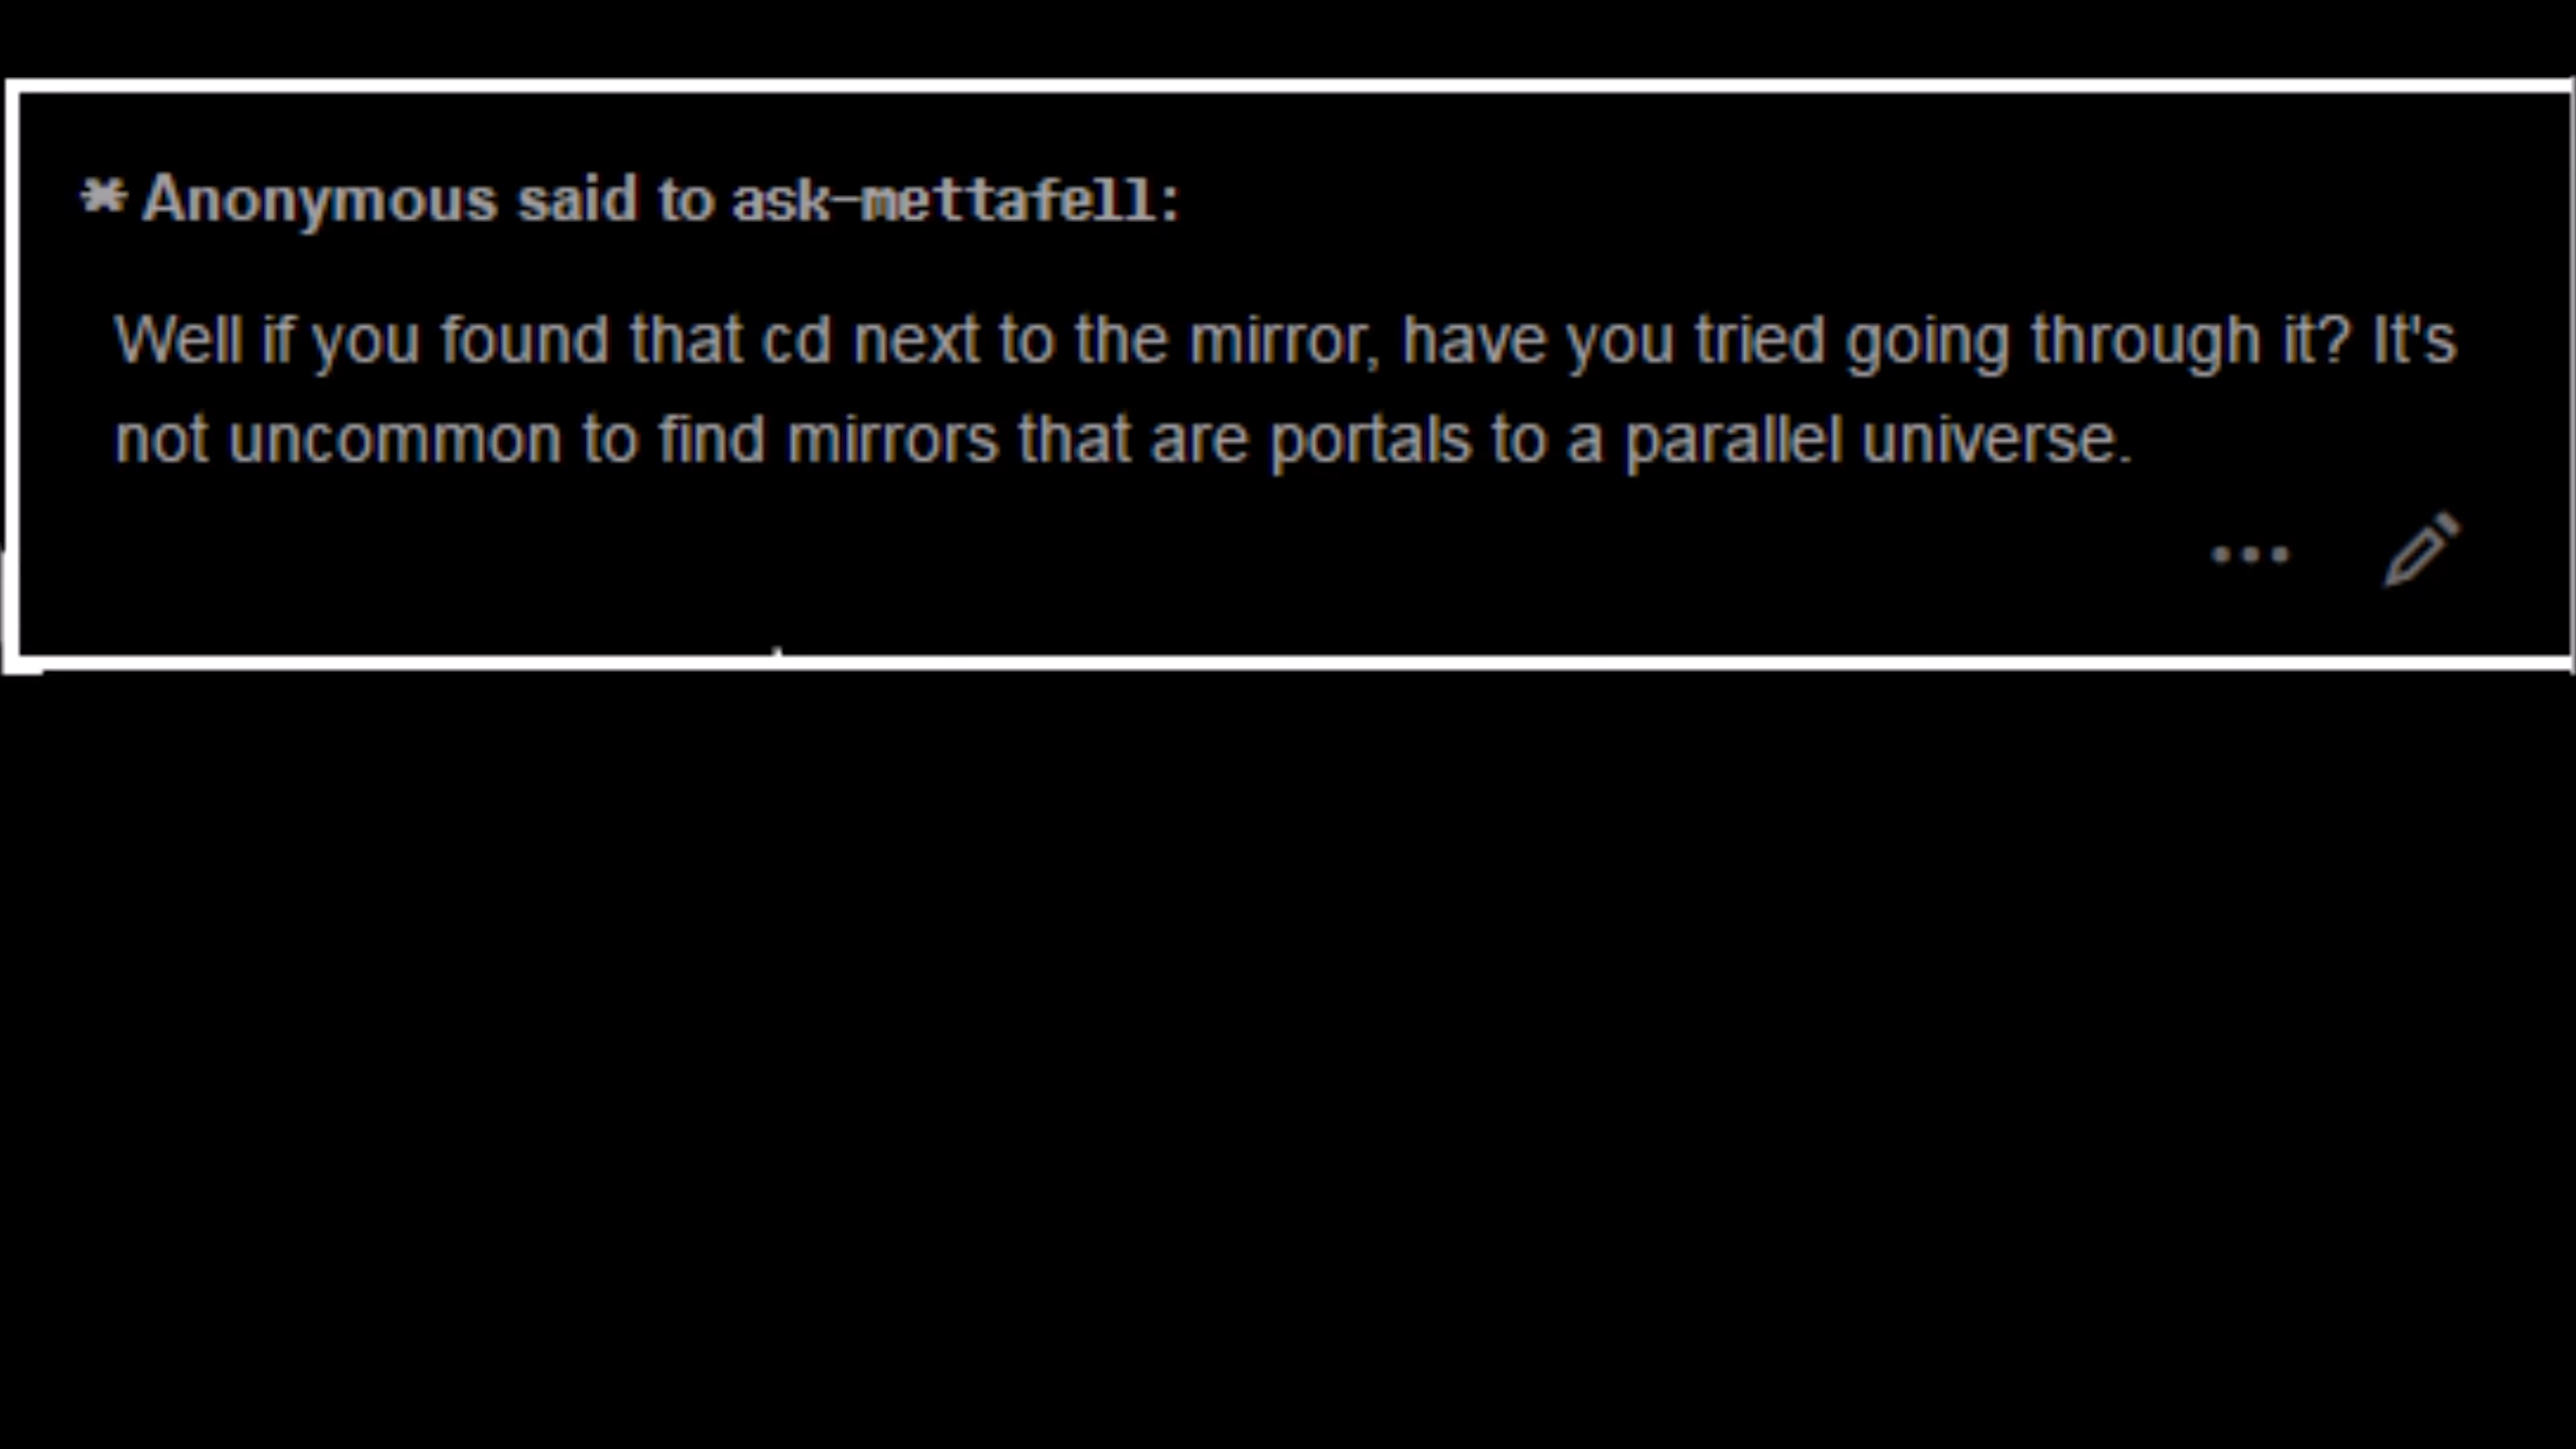 * Anonymous said to ask-mettafell:
Well if you found that cd next to the mirror, have you tried going through it? It's
not uncommon to find mirrors that are portals to a parallel universe.